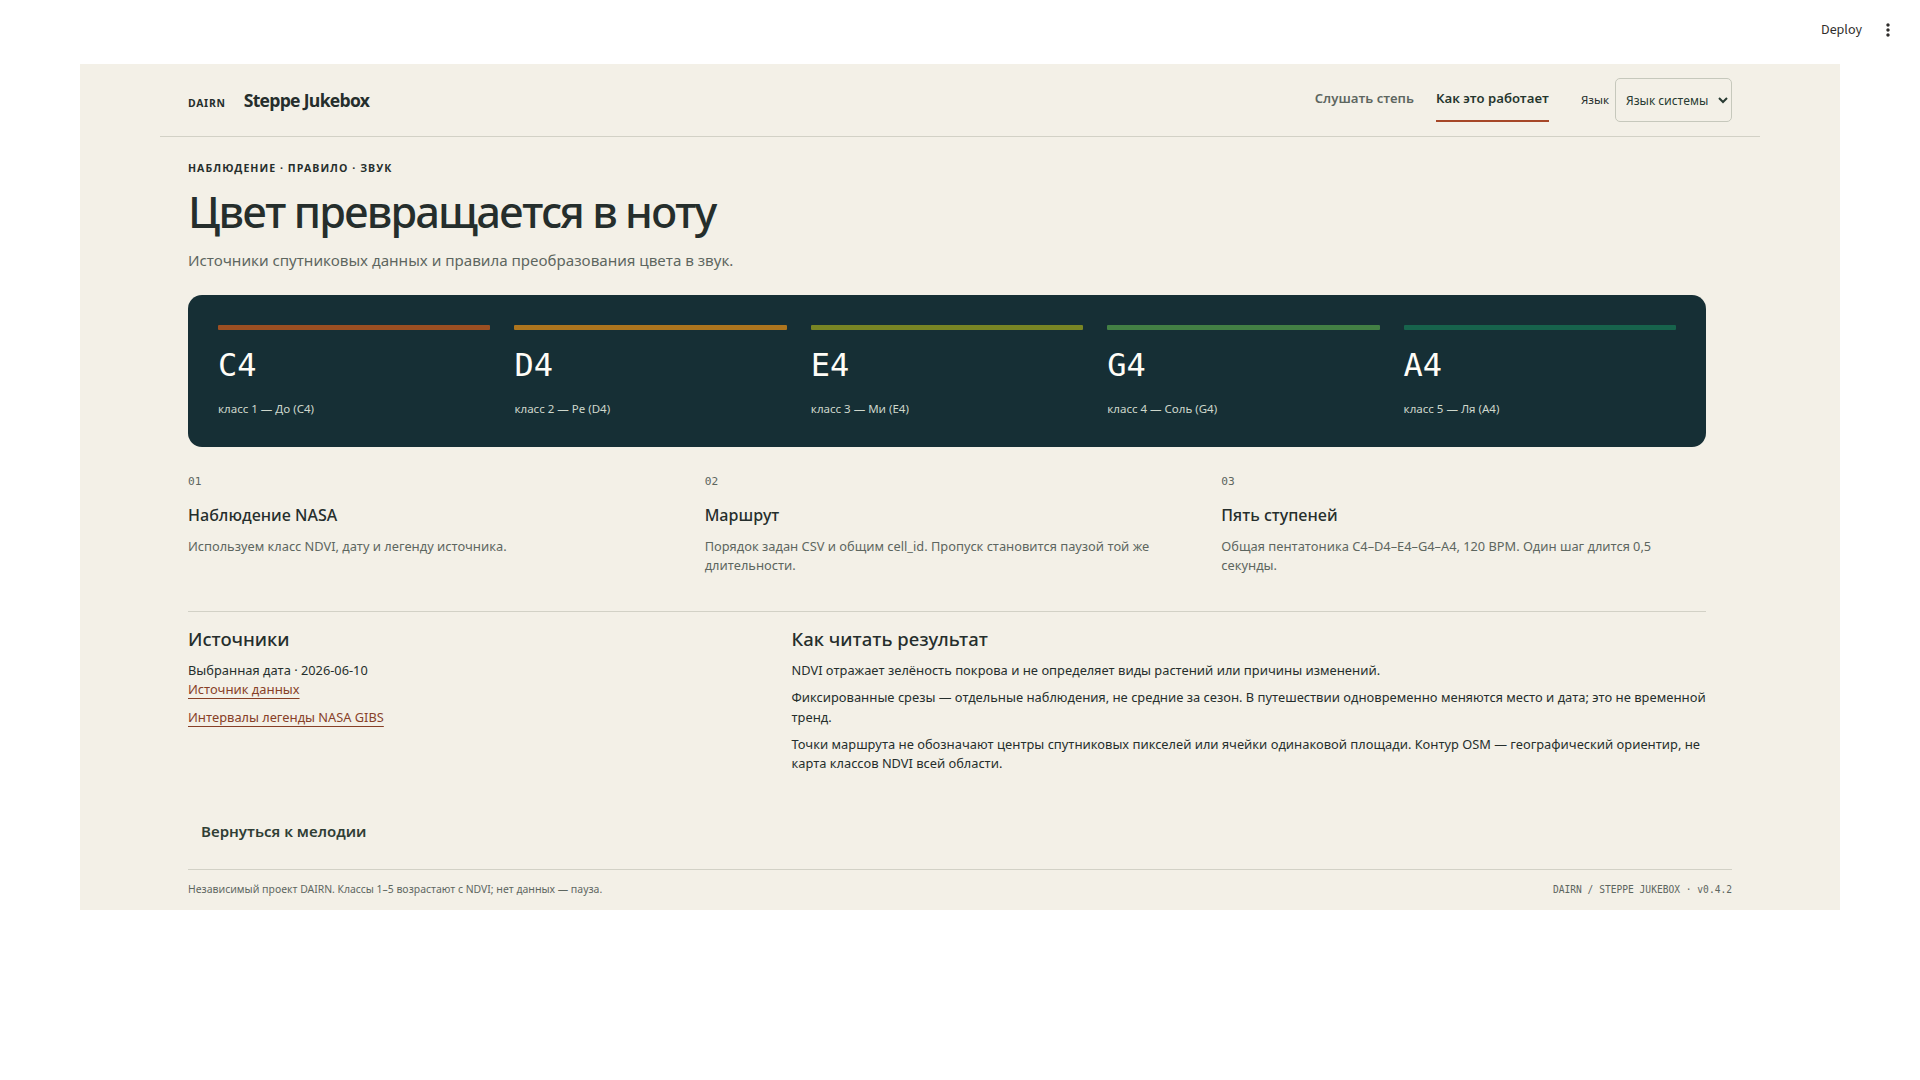 Deploy
DAIRN Steppe Jukebox
Слушать степь
Как это работает
Язык
Язык системы
НАБЛЮДЕНИЕ · ПРАВИЛО · ЗВУК
Цвет превращается в ноту
Источники спутниковых данных и правила преобразования цвета в звук.
C4
класс 1 — До (C4)
D4
класс 2 — Ре (D4)
E4
класс 3 — Ми (E4)
G4
класс 4 — Соль (G4)
A4
класс 5 — Ля (A4)
01
Наблюдение NASA
Используем класс NDVI, дату и легенду источника.
02
Маршрут
Порядок задан CSV и общим cell_id. Пропуск становится паузой той же
длительности.
03
Пять ступеней
Общая пентатоника C4–D4–E4–G4–A4, 120 BPM. Один шаг длится 0,5
секунды.
Источники
Выбранная дата · 2026-06-10
Источник данных
Интервалы легенды NASA GIBS
Как читать результат
NDVI отражает зелёность покрова и не определяет виды растений или причины изменений.
Фиксированные срезы — отдельные наблюдения, не средние за сезон. В путешествии одновременно меняются место и дата; это не временной
тренд.
Точки маршрута не обозначают центры спутниковых пикселей или ячейки одинаковой площади. Контур OSM — географический ориентир, не
карта классов NDVI всей области.
Вернуться к мелодии
Независимый проект DAIRN. Классы 1–5 возрастают с NDVI; нет данных — пауза.
DAIRN / STEPPE JUKEBOX · v0.4.2